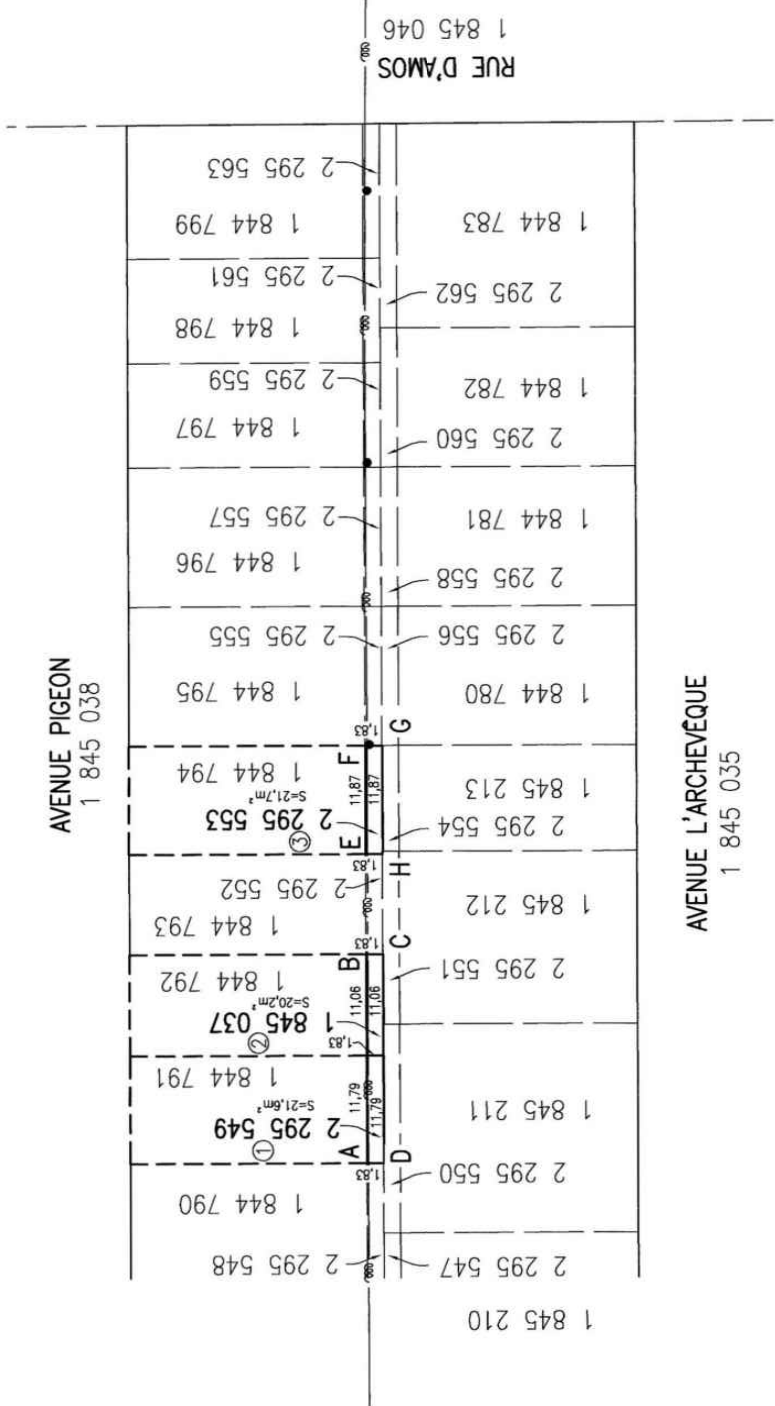 1 845 046
RUE D'AMOS
2 295 563
1 844 799
1 844 783
2 295 561
2 295 562
1 844 798
2 295 559
1 844 782
1 844 797
2 295 560
2 295 557
1 844 781
1 844 796
2 295 558
2 295 555
2 295 556
AVENUE PIGEON
1 845 038
1 844 795
1 844 780
1,83
G
F
1 844 794
S=21,7m²
11,87
11,87
1 845 213
2 295 553
③
E
2 295 554
1,83
H
2 295 552
AVENUE L'ARCHEVÊQUE
1 845 035
1 845 212
1 844 793
1,83
C
B
1 844 792
2 295 551
S=20,2m²
11,06
11,06
1 845 037
②
1,83
1 844 791
S=21,6m²
11,79
11,79
1 845 211
2 295 549
①
A
D
1,83
2 295 550
1 844 790
2 295 548
2 295 547
1 845 210